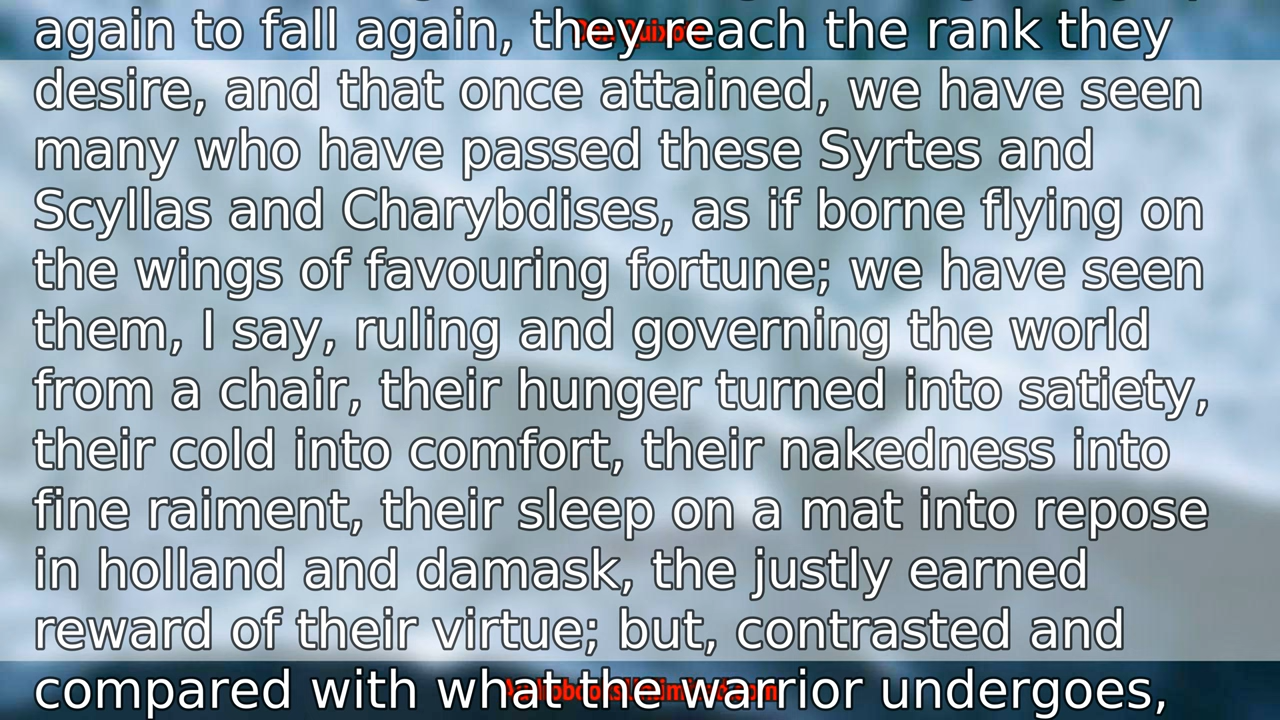 again to fall again, they reach the rank they
desire, and that once attained, we have seen
many who have passed these Syrtes and
Scyllas and Charybdises, as if borne flying on
the wings of favouring fortune; we have seen
them, I say, ruling and governing the world
from a chair, their hunger turned into satiety,
their cold into comfort, their nakedness into
fine raiment, their sleep on a mat into repose
in holland and damask, the justly earned
reward of their virtue; but, contrasted and
compared with what the warrior undergoes,